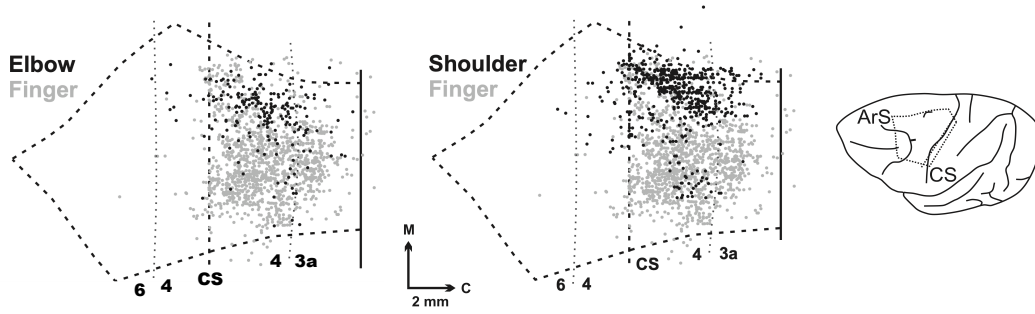 Elbow
Finger
6 4
CS
4 3a
M
C
2 mm
Shoulder
Finger
6 4
CS
4 3a
ArS
CS